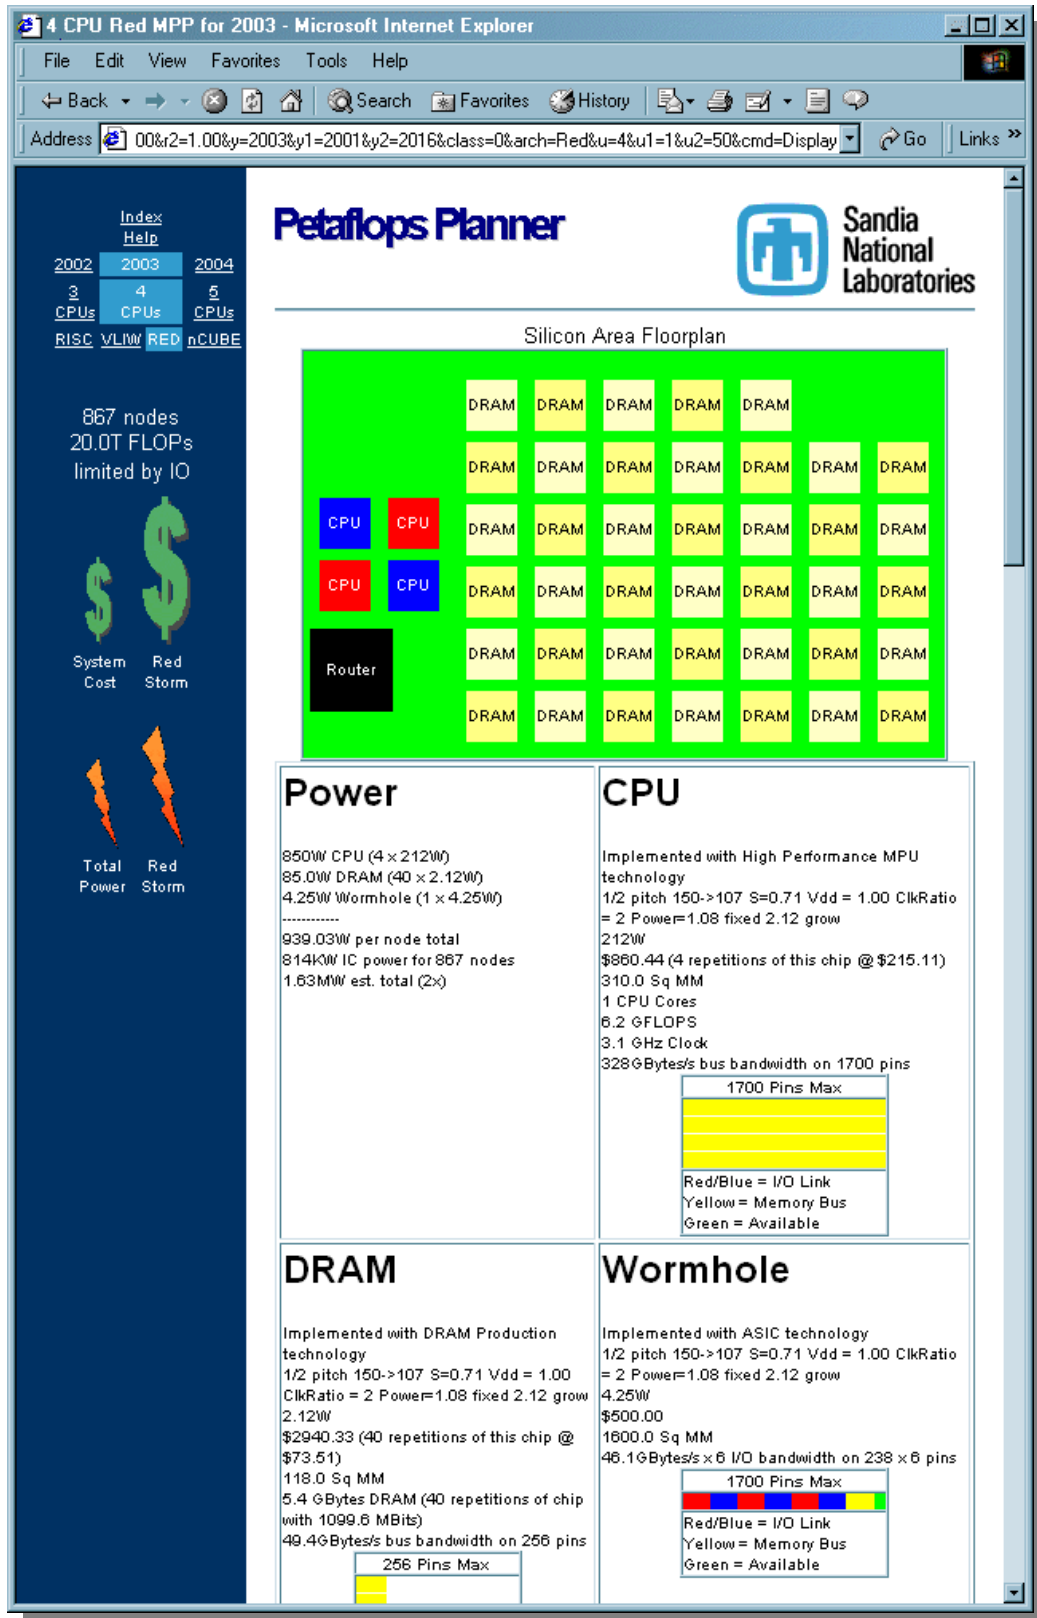 4 CPU Red MPP for 2003 - Microsoft Internet Explorer
File Edit View Favorites Tools Help
Back Search Favorites History
Address 00&r2=1.00&y=2003&y1=2001&y2=2016&class=0&arch=Red&u=4&u1=1&u2=50&cmd=Display Go Links »
Index
Help
2002 2003 2004
3 CPUs 4 CPUs 5 CPUs
RISC VLIW RED nCUBE
867 nodes
20.0T FLOPs
limited by IO
$ $
System Cost Red Storm
Total Power Red Storm
Petaflops Planner
Sandia
National
Laboratories
Silicon Area Floorplan
DRAM DRAM DRAM DRAM DRAM
DRAM DRAM DRAM DRAM DRAM DRAM DRAM
CPU CPU DRAM DRAM DRAM DRAM DRAM DRAM DRAM
CPU CPU DRAM DRAM DRAM DRAM DRAM DRAM DRAM
Router DRAM DRAM DRAM DRAM DRAM DRAM DRAM
DRAM DRAM DRAM DRAM DRAM DRAM DRAM
Power
850W CPU (4 x 212W)
85.0W DRAM (40 x 2.12W)
4.25W Wormhole (1 x 4.25W)
------------
939.03W per node total
814KW IC power for 867 nodes
1.63MW est. total (2x)
CPU
Implemented with High Performance MPU
technology
1/2 pitch 150->107 S=0.71 Vdd = 1.00 ClkRatio
= 2 Power=1.08 fixed 2.12 grow
212W
$860.44 (4 repetitions of this chip @ $215.11)
310.0 Sq MM
1 CPU Cores
6.2 GFLOPS
3.1 GHz Clock
328GBytes/s bus bandwidth on 1700 pins
1700 Pins Max
Red/Blue = I/O Link
Yellow = Memory Bus
Green = Available
DRAM
Implemented with DRAM Production
technology
1/2 pitch 150->107 S=0.71 Vdd = 1.00
ClkRatio = 2 Power=1.08 fixed 2.12 grow
2.12W
$2940.33 (40 repetitions of this chip @
$73.51)
118.0 Sq MM
5.4 GBytes DRAM (40 repetitions of chip
with 1099.6 MBits)
49.4GBytes/s bus bandwidth on 256 pins
256 Pins Max
Wormhole
Implemented with ASIC technology
1/2 pitch 150->107 S=0.71 Vdd = 1.00 ClkRatio
= 2 Power=1.08 fixed 2.12 grow
4.25W
$500.00
1600.0 Sq MM
46.1GBytes/s x 6 I/O bandwidth on 238 x 6 pins
1700 Pins Max
Red/Blue = I/O Link
Yellow = Memory Bus
Green = Available